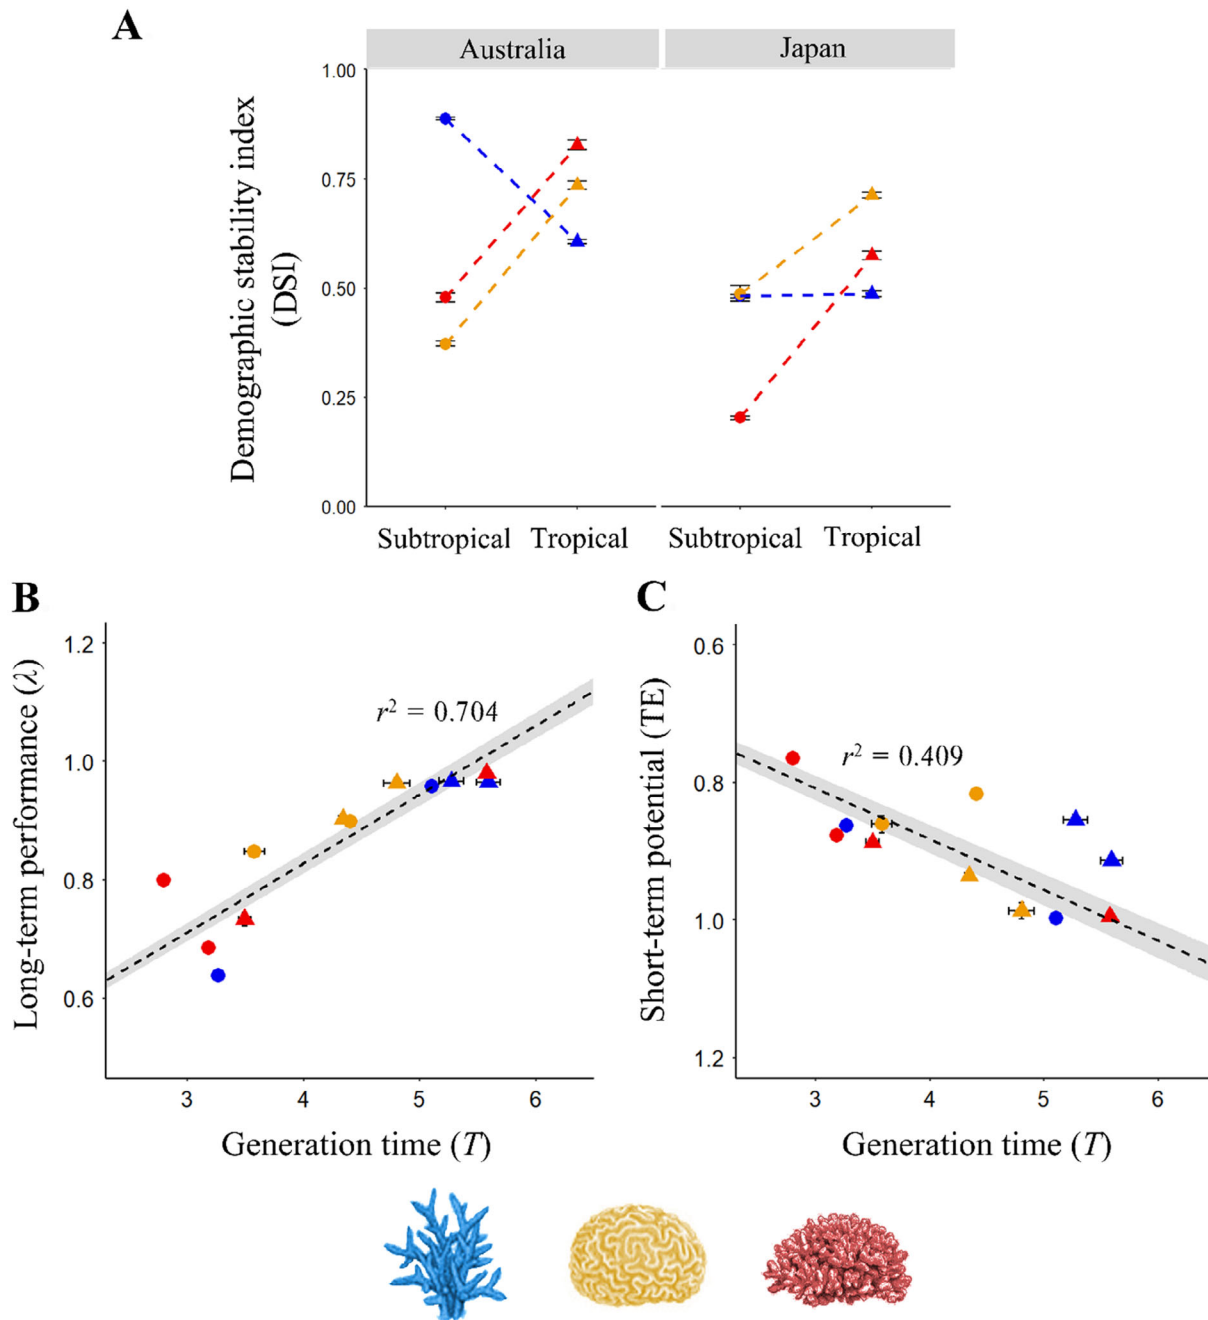 A
Australia
Japan
Demographic stability index
(DSI)
1.00
0.75
0.50
0.25
0.00
Subtropical
Tropical
Subtropical
Tropical
B
Long-term performance (λ)
1.2
1.0
0.8
0.6
r² = 0.704
3
4
5
6
Generation time (T)
C
Short-term potential (TE)
0.6
0.8
1.0
1.2
r² = 0.409
3
4
5
6
Generation time (T)